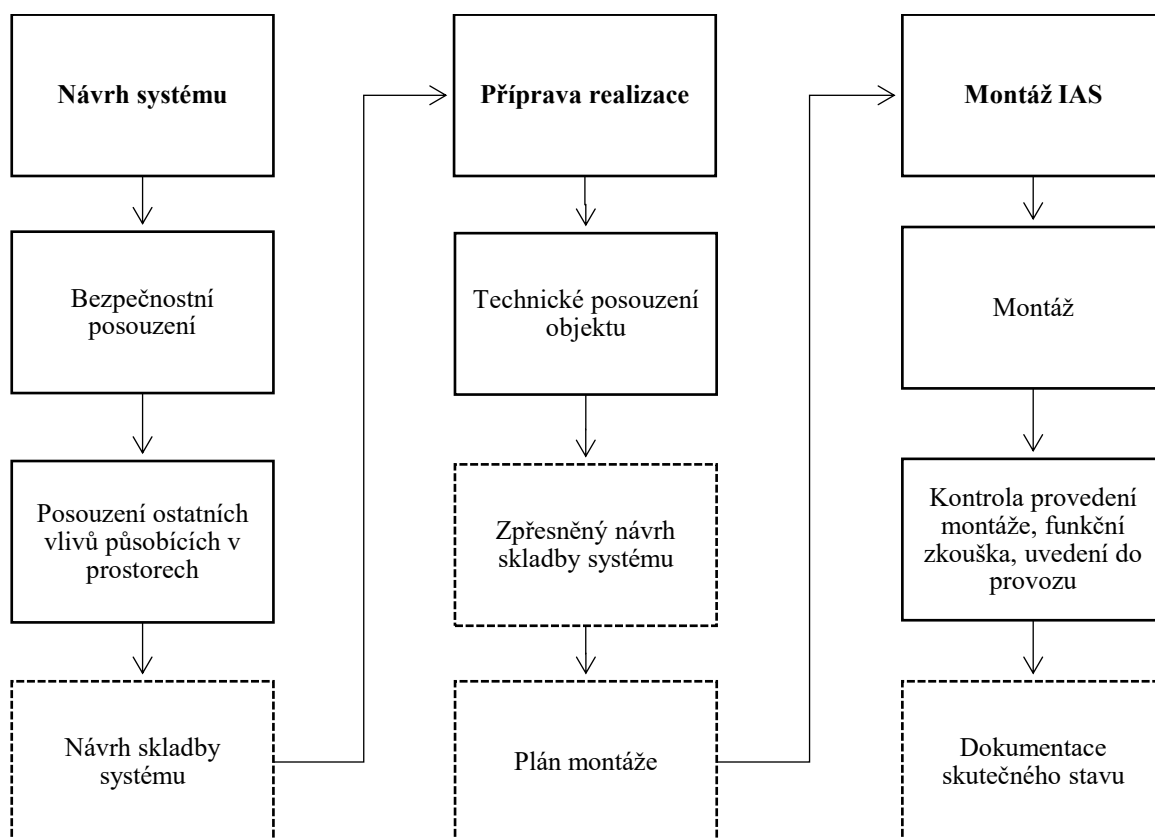 Návrh systému
Bezpečnostní
posouzení
Posouzení ostatních
vlivů působících v
prostorech
Návrh skladby
systému
Příprava realizace
Technické posouzení
objektu
Zpřesněný návrh
skladby systému
Plán montáže
Montáž IAS
Montáž
Kontrola provedení
montáže, funkční
zkouška, uvedení do
provozu
Dokumentace
skutečného stavu